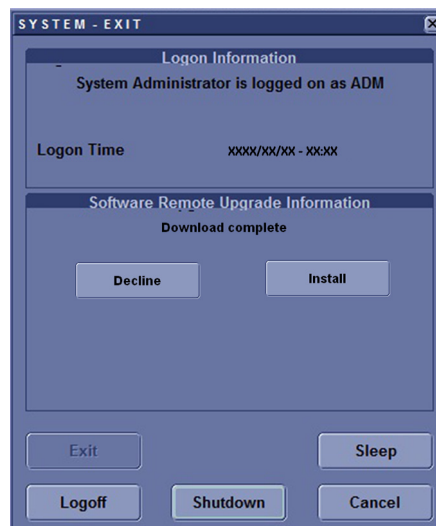 SYSTEM - EXIT
Logon Information
System Administrator is logged on as ADM
Logon Time XXXX/XX/XX - XX:XX
Software Remote Upgrade Information
Download complete
Decline Install
Exit Sleep
Logoff Shutdown Cancel